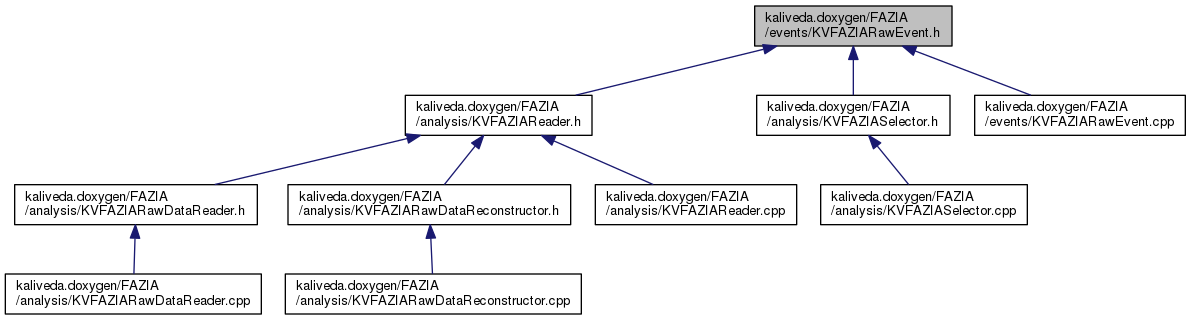 kaliveda.doxygen/FAZIA
/events/KVFAZIARawEvent.h
kaliveda.doxygen/FAZIA
/analysis/KVFAZIAReader.h
kaliveda.doxygen/FAZIA
/analysis/KVFAZIASelector.h
kaliveda.doxygen/FAZIA
/events/KVFAZIARawEvent.cpp
kaliveda.doxygen/FAZIA
/analysis/KVFAZIARawDataReader.h
kaliveda.doxygen/FAZIA
/analysis/KVFAZIARawDataReconstructor.h
kaliveda.doxygen/FAZIA
/analysis/KVFAZIAReader.cpp
kaliveda.doxygen/FAZIA
/analysis/KVFAZIASelector.cpp
kaliveda.doxygen/FAZIA
/analysis/KVFAZIARawDataReader.cpp
kaliveda.doxygen/FAZIA
/analysis/KVFAZIARawDataReconstructor.cpp